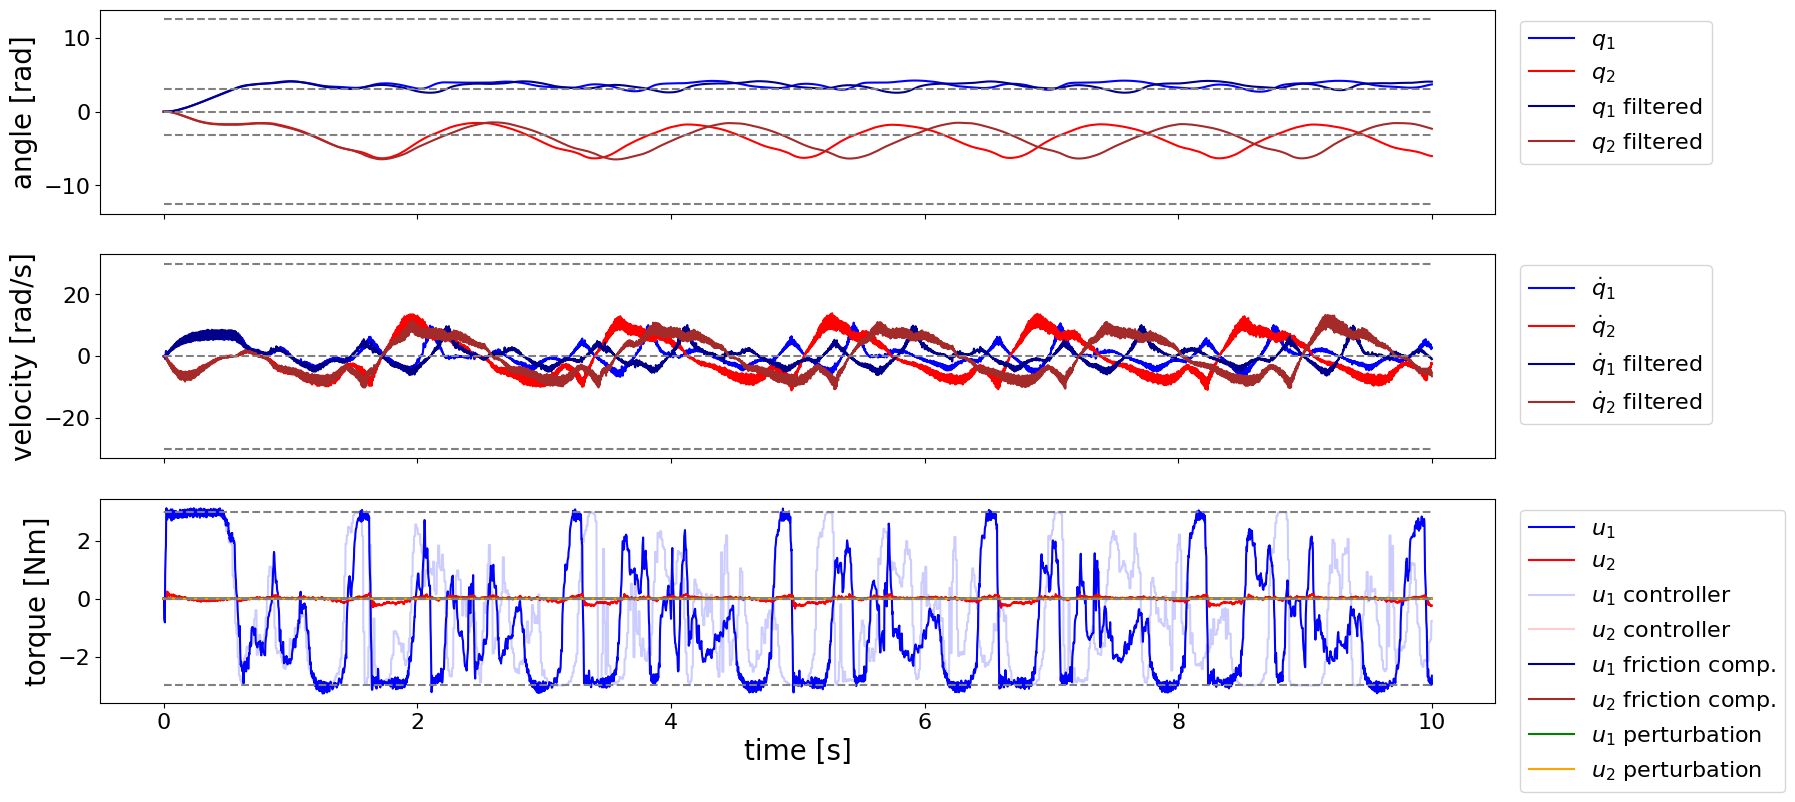 angle [rad]
10
0
−10
q₁
q₂
q₁ filtered
q₂ filtered
velocity [rad/s]
20
0
−20
q̇₁
q̇₂
q̇₁ filtered
q̇₂ filtered
torque [Nm]
2
0
−2
0 2 4 6 8 10
time [s]
u₁
u₂
u₁ controller
u₂ controller
u₁ friction comp.
u₂ friction comp.
u₁ perturbation
u₂ perturbation